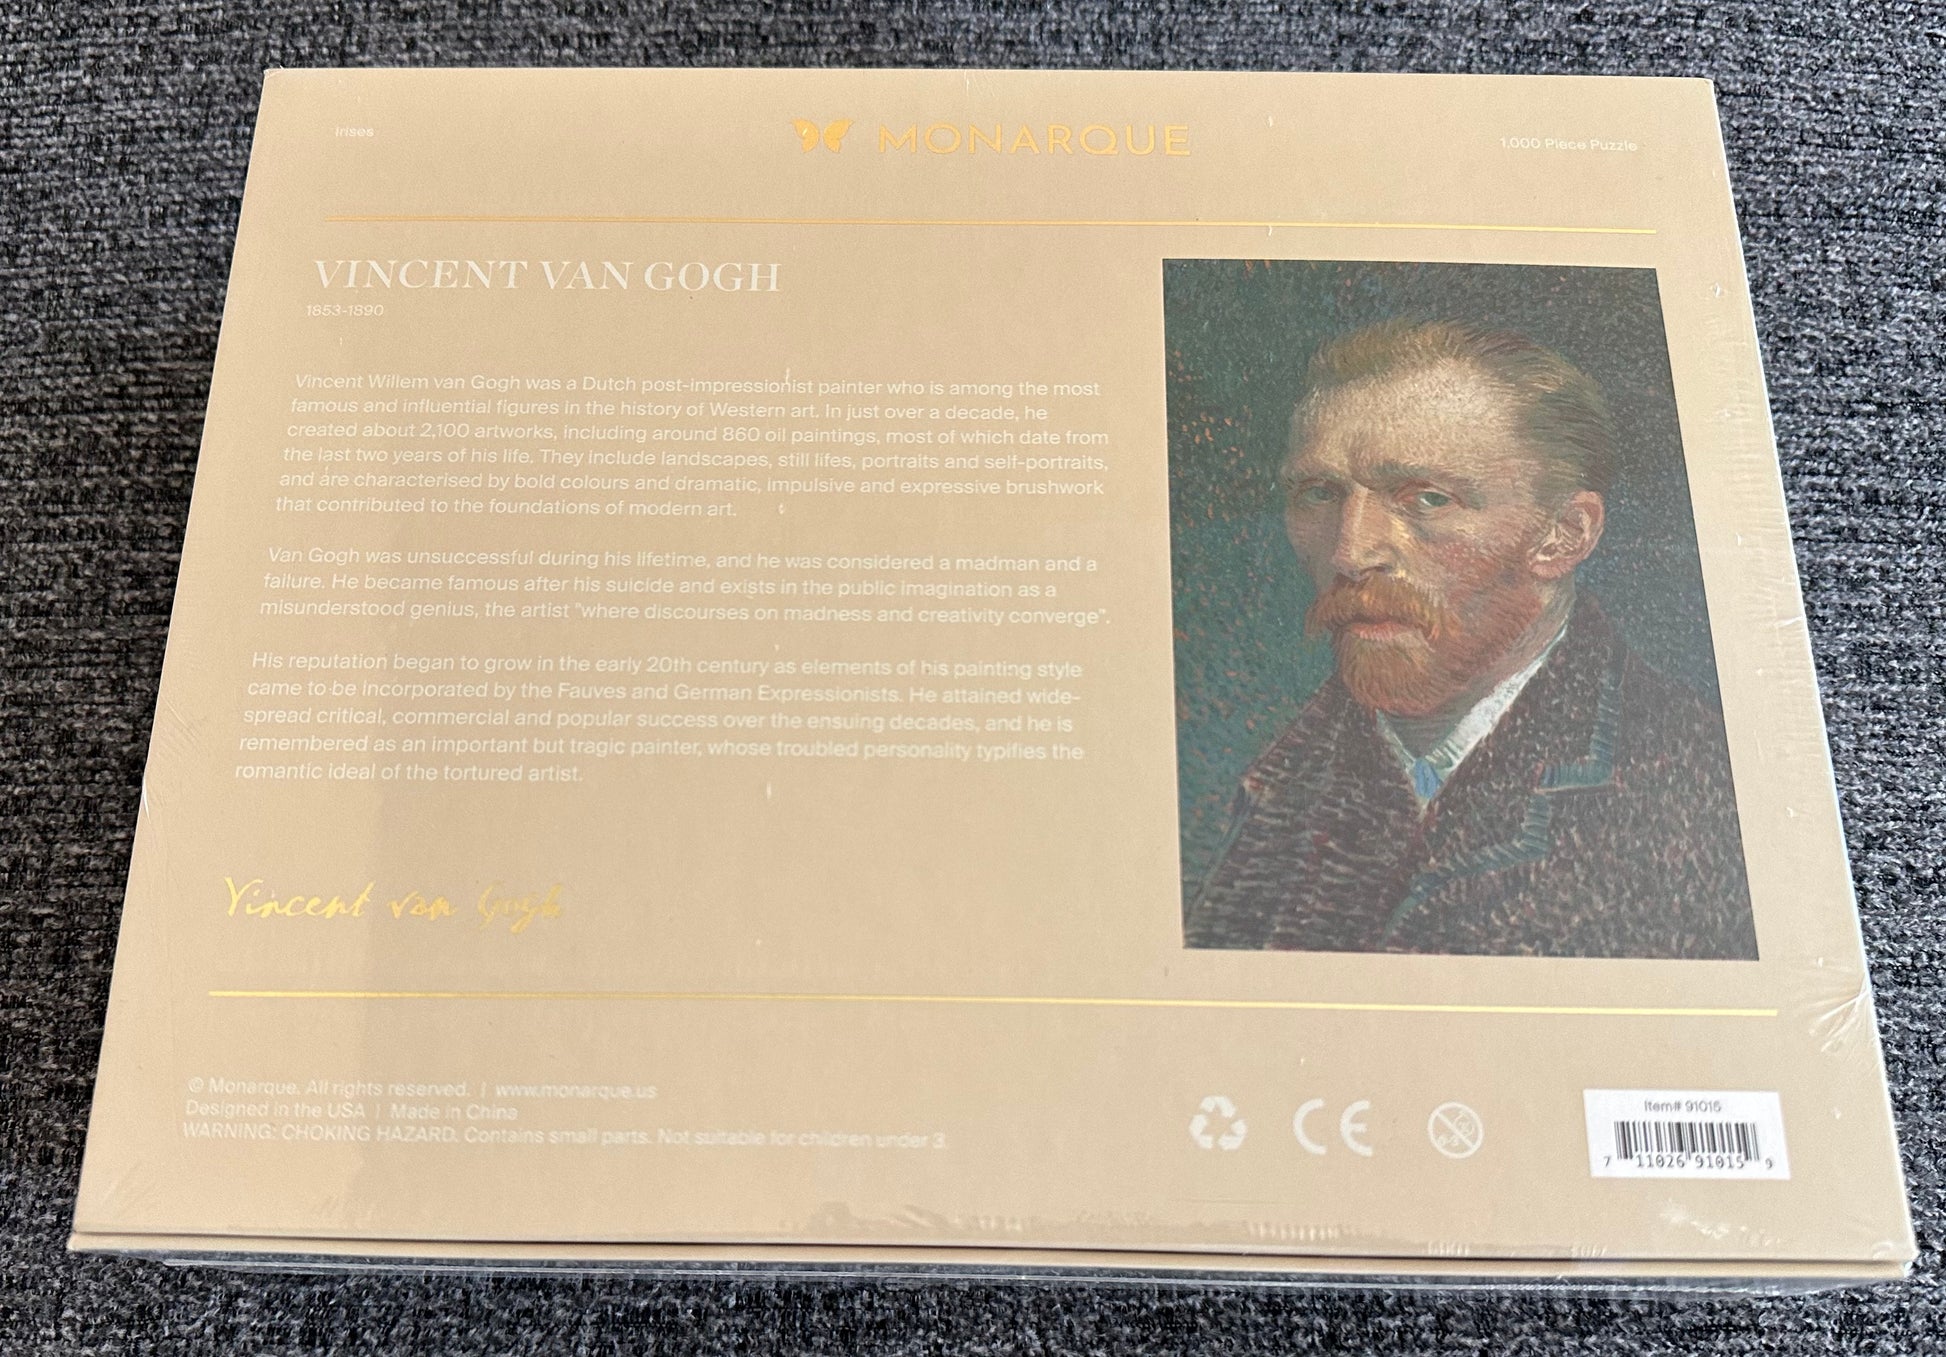 Irises
MONARQUE
1,000 Piece Puzzle
VINCENT VAN GOGH
1853-1890
Vincent Willem van Gogh was a Dutch post-impressionist painter who is among the most
famous and influential figures in the history of Western art. In just over a decade, he
created about 2,100 artworks, including around 860 oil paintings, most of which date from
the last two years of his life. They include landscapes, still lifes, portraits and self-portraits,
and are characterised by bold colours and dramatic, impulsive and expressive brushwork
that contributed to the foundations of modern art.
Van Gogh was unsuccessful during his lifetime, and he was considered a madman and a
failure. He became famous after his suicide and exists in the public imagination as a
misunderstood genius, the artist "where discourses on madness and creativity converge".
His reputation began to grow in the early 20th century as elements of his painting style
came to be incorporated by the Fauves and German Expressionists. He attained wide-
spread critical, commercial and popular success over the ensuing decades, and he is
remembered as an important but tragic painter, whose troubled personality typifies the
romantic ideal of the tortured artist.
Vincent van Gogh
© Monarque. All rights reserved. | www.monarque.us
Designed in the USA | Made in China
WARNING: CHOKING HAZARD. Contains small parts. Not suitable for children under 3.
CE
0-3
Item# 91015
7 11026 91015 9